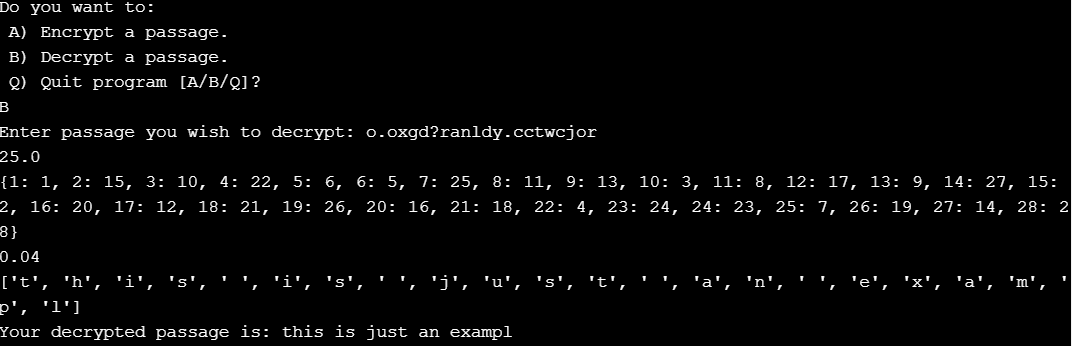 Do you want to:
 A) Encrypt a passage.
 B) Decrypt a passage.
 Q) Quit program [A/B/Q]?
B
Enter passage you wish to decrypt: o.oxgd?ranldy.cctwcjor
25.0
{1: 1, 2: 15, 3: 10, 4: 22, 5: 6, 6: 5, 7: 25, 8: 11, 9: 13, 10: 3, 11: 8, 12: 17, 13: 9, 14: 27, 15:
2, 16: 20, 17: 12, 18: 21, 19: 26, 20: 16, 21: 18, 22: 4, 23: 24, 24: 23, 25: 7, 26: 19, 27: 14, 28: 2
8}
0.04
['t', 'h', 'i', 's', ' ', 'i', 's', ' ', 'j', 'u', 's', 't', ' ', 'a', 'n', ' ', 'e', 'x', 'a', 'm', '
p', 'l']
Your decrypted passage is: this is just an exampl